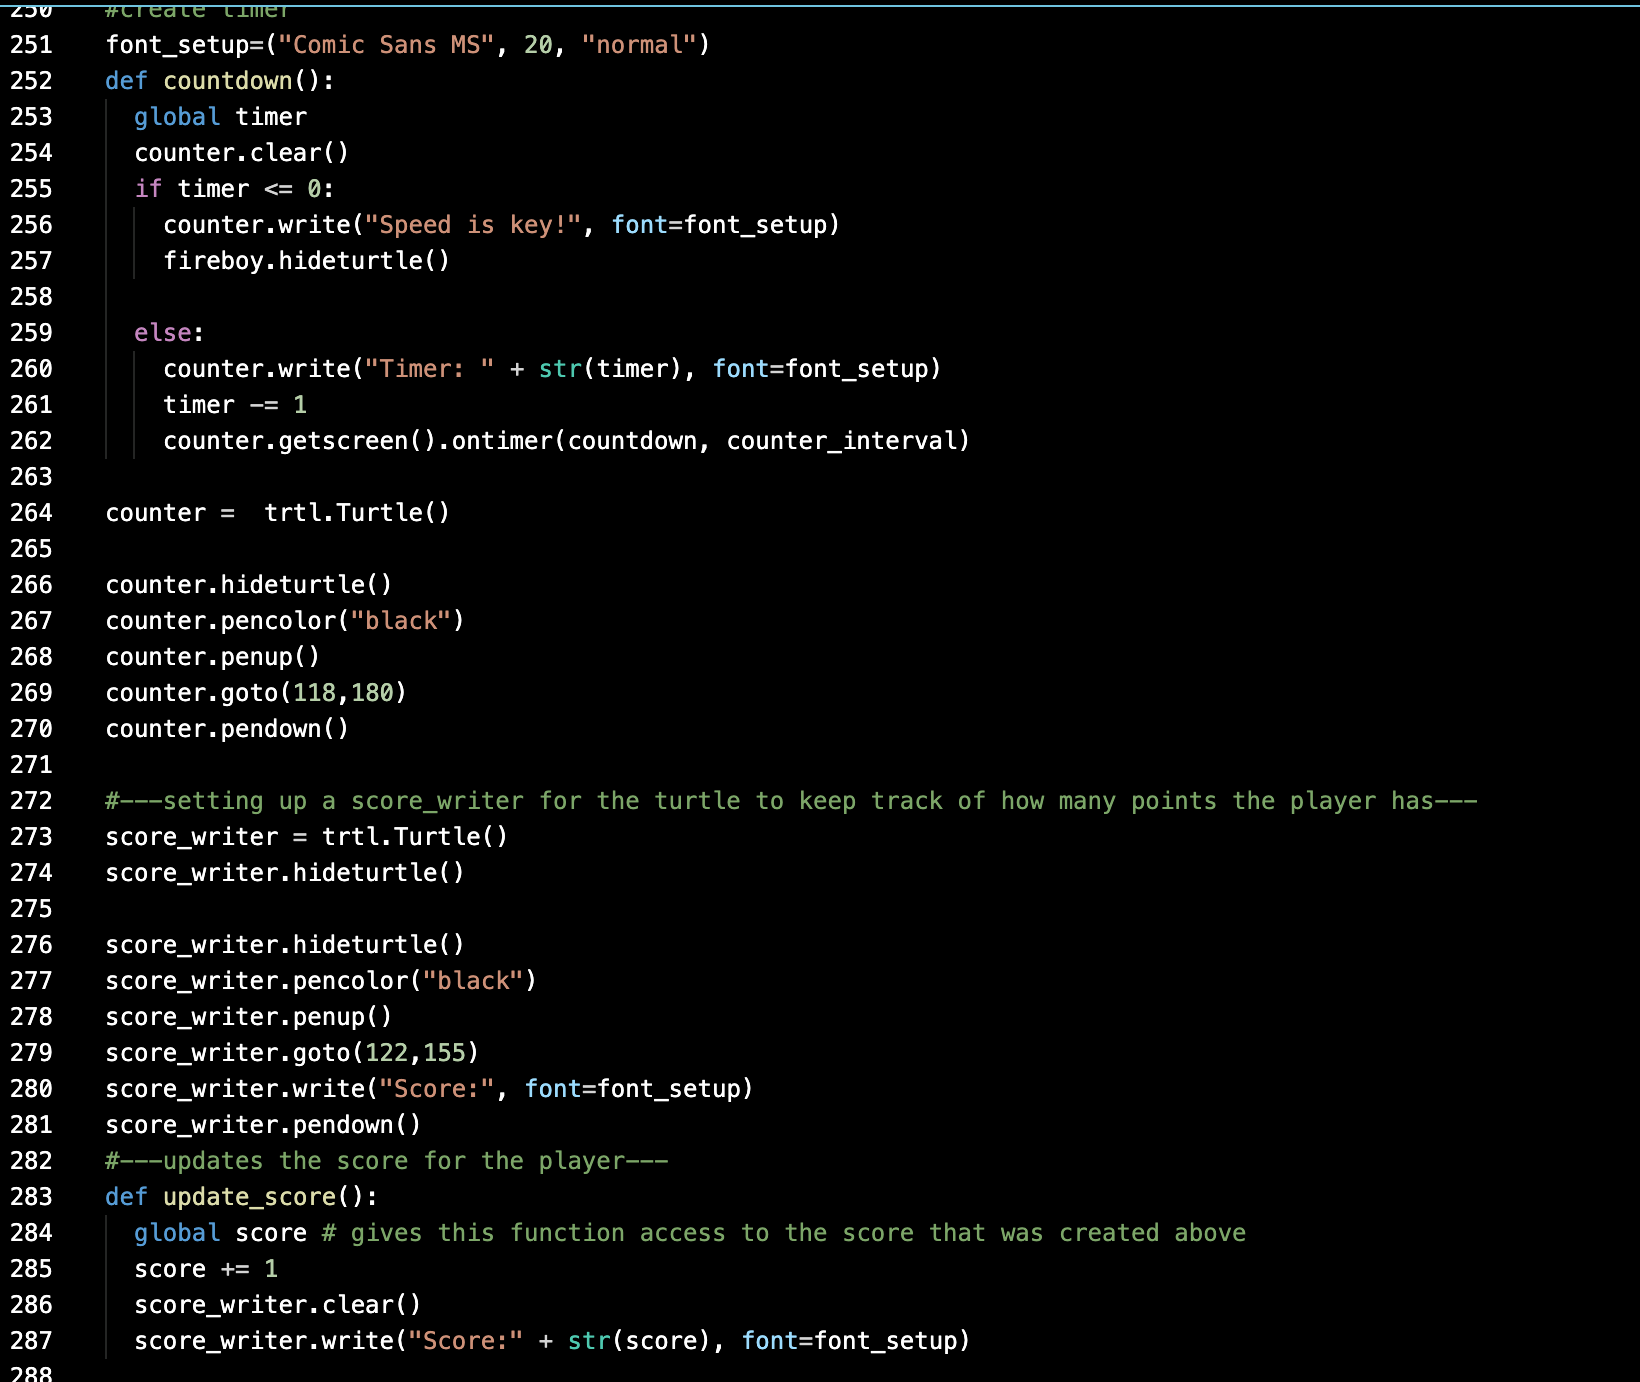 250 #create timer
251 font_setup=("Comic Sans MS", 20, "normal")
252 def countdown():
253 global timer
254 counter.clear()
255 if timer <= 0:
256 counter.write("Speed is key!", font=font_setup)
257 fireboy.hideturtle()
258
259 else:
260 counter.write("Timer: " + str(timer), font=font_setup)
261 timer -= 1
262 counter.getscreen().ontimer(countdown, counter_interval)
263
264 counter =  trtl.Turtle()
265
266 counter.hideturtle()
267 counter.pencolor("black")
268 counter.penup()
269 counter.goto(118,180)
270 counter.pendown()
271
272 #---setting up a score_writer for the turtle to keep track of how many points the player has---
273 score_writer = trtl.Turtle()
274 score_writer.hideturtle()
275
276 score_writer.hideturtle()
277 score_writer.pencolor("black")
278 score_writer.penup()
279 score_writer.goto(122,155)
280 score_writer.write("Score:", font=font_setup)
281 score_writer.pendown()
282 #---updates the score for the player---
283 def update_score():
284 global score # gives this function access to the score that was created above
285 score += 1
286 score_writer.clear()
287 score_writer.write("Score:" + str(score), font=font_setup)
288